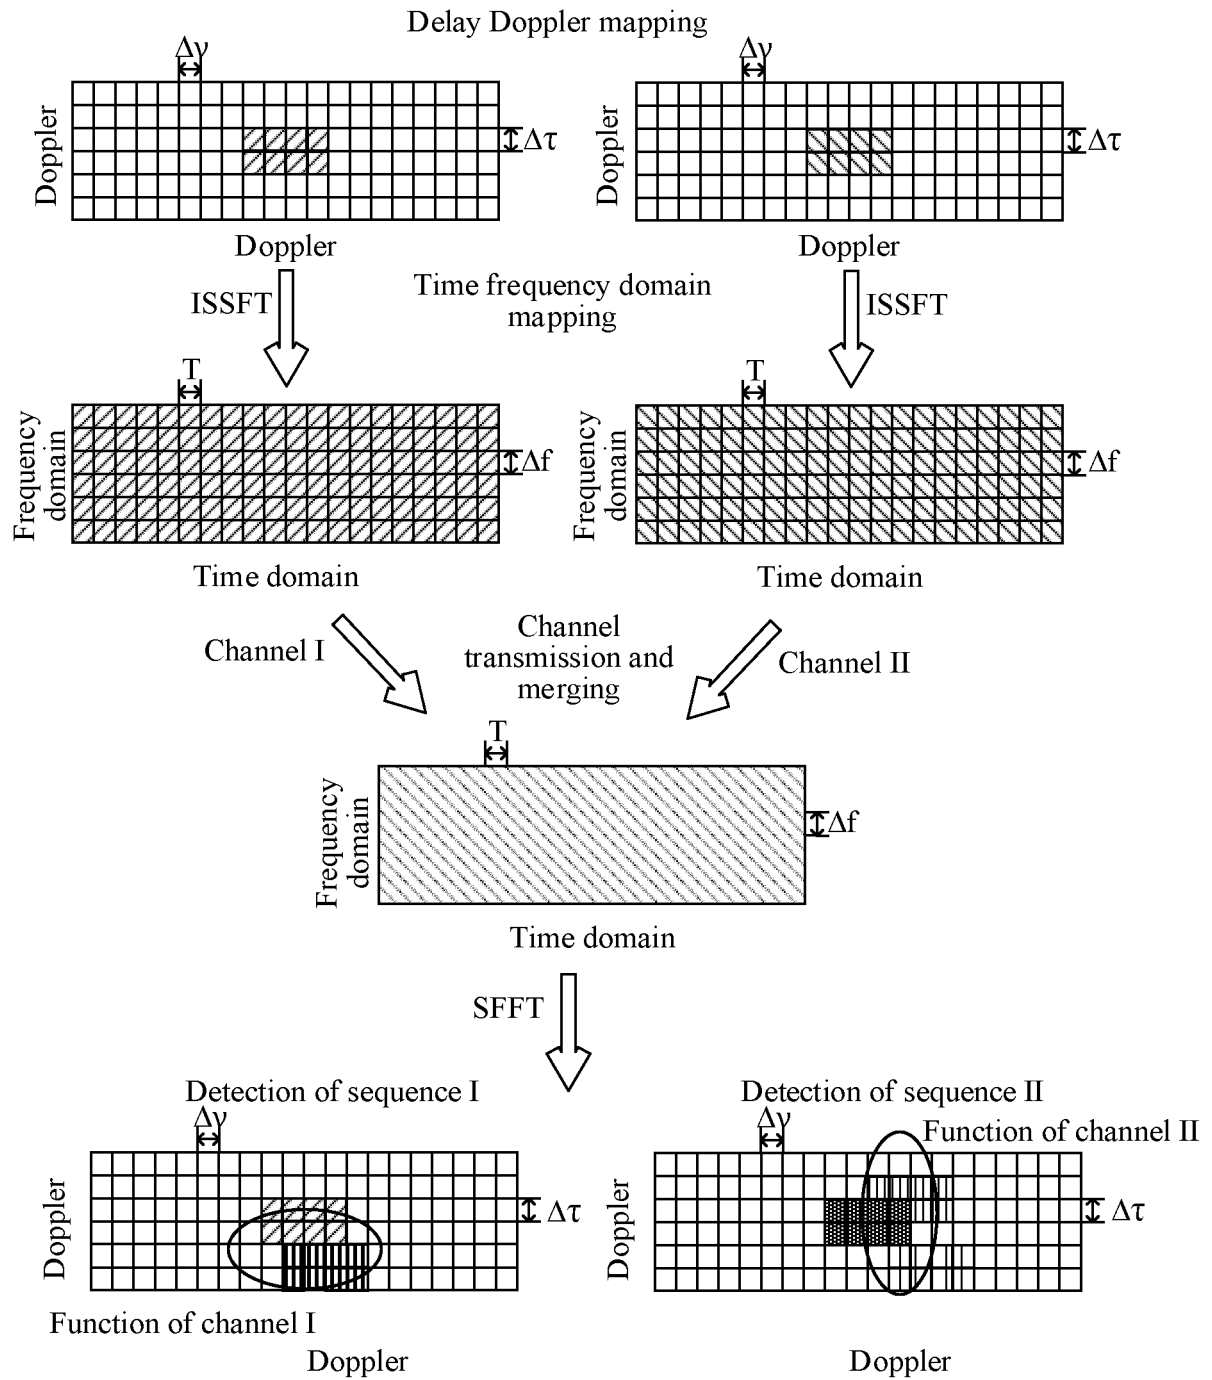 Delay Doppler mapping
Δν
Δν
Doppler
Δτ
Doppler
Δτ
Doppler
Doppler
ISSFT
Time frequency domain
mapping
ISSFT
T
T
Frequency
domain
Δf
Frequency
domain
Δf
Time domain
Time domain
Channel I
Channel
transmission and
merging
Channel II
T
Frequency
domain
Δf
Time domain
SFFT
Detection of sequence I
Detection of sequence II
Δν
Δν
Function of channel II
Doppler
Δτ
Doppler
Δτ
Function of channel I
Doppler
Doppler